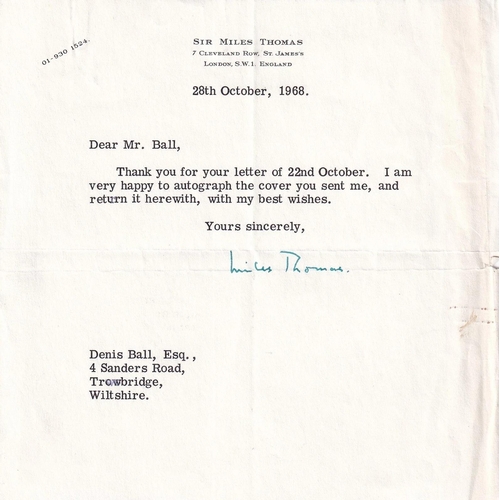 SIR MILES THOMAS
7 CLEVELAND ROW, ST. JAMES'S
LONDON, S.W.1. ENGLAND
01-930 1524.
28th October, 1968.
Dear Mr. Ball,
Thank you for your letter of 22nd October. I am
very happy to autograph the cover you sent me, and
return it herewith, with my best wishes.
Yours sincerely,
Miles Thomas.
Denis Ball, Esq.,
4 Sanders Road,
Trowbridge,
Wiltshire.